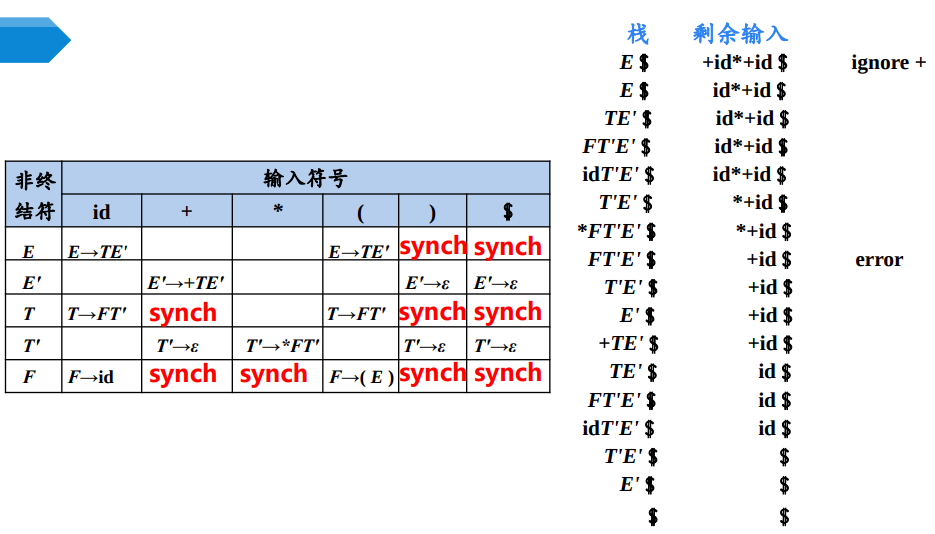 非终结符 输入符号
id + * ( ) $
E E→TE' E→TE' synch synch
E' E'→+TE' E'→ε E'→ε
T T→FT' synch T→FT' synch synch
T' T'→ε T'→*FT' T'→ε T'→ε
F F→id synch synch F→( E ) synch synch
栈 剩余输入
E $ +id*+id $ ignore +
E $ id*+id $
TE' $ id*+id $
FT'E' $ id*+id $
idT'E' $ id*+id $
T'E' $ *+id $
*FT'E' $ *+id $
FT'E' $ +id $ error
T'E' $ +id $
E' $ +id $
+TE' $ +id $
TE' $ id $
FT'E' $ id $
idT'E' $ id $
T'E' $ $
E' $ $
$ $